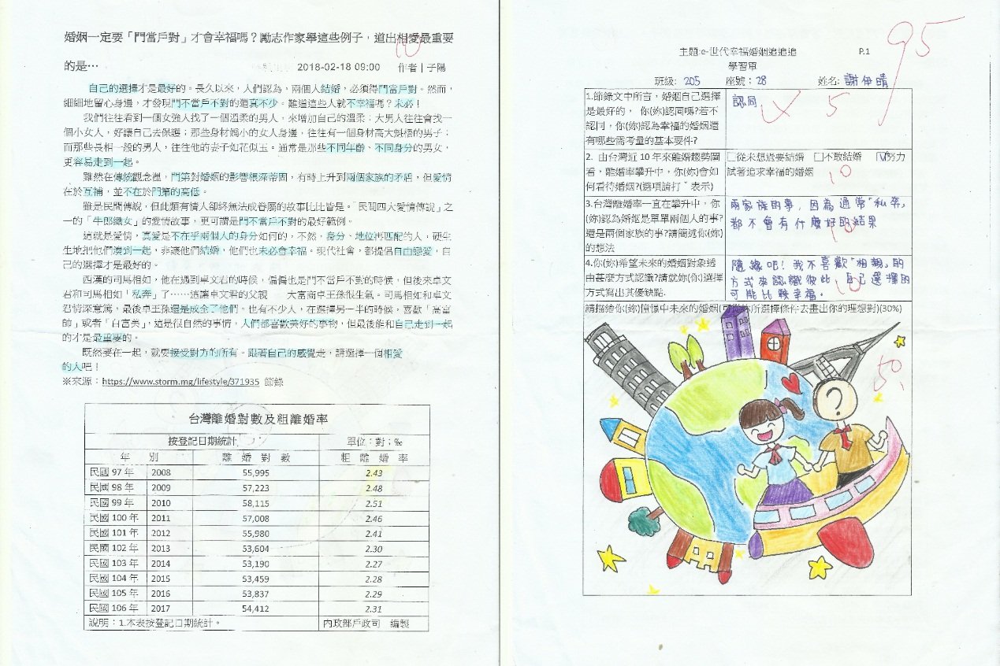 婚姻一定要「門當戶對」才會幸福嗎？勵志作家舉這些例子，道出相愛最重要
10
的是…
2018-02-18 09:00 作者 | 子陽
自己的選擇才是最好的。長久以來，人們認為，兩個人結婚，必須得門當戶對。然而，
細細地留心身邊，才發現門不當戶不對的還真不少。難道這些人就不幸福嗎？未必！
我們往往看到一個女強人找了一個溫柔的男人，來增加自己的溫柔；大男人往往會找一
個小女人，好讓自己去保護；那些身材嬌小的女人身邊，往往有一個身材高大魁梧的男子；
而那些長相一般的男人，往往他的妻子如花似玉。通常是那些不同年齡、不同身分的男女，
更容易走到一起。
雖然在傳統觀念裡，門第對婚姻的影響根深蒂固，有時上升到兩個家族的矛盾，但愛情
在於互補，並不在於門第的高低。
雖是民間傳說，但此類有情人卻終無法成眷屬的故事比比皆是。「民間四大愛情傳說」之
一的「牛郎織女」的愛情故事，更可謂是門不當戶不對的最好範例。
這就是愛情，真愛是不在乎兩個人的身分如何的，不然，身分、地位再匹配的人，硬生
生地把他們湊到一起，非讓他們結婚，他們也未必會幸福。現代社會，都提倡自由戀愛，自
己的選擇才是最好的。
西漢的司馬相如，他在遇到卓文君的時候，偏偏也是門不當戶不對的時候，但後來卓文
君和司馬相如「私奔」了……這讓卓文君的父親 大富商卓王孫很生氣。司馬相如和卓文
君情深意篤，最後卓王孫還是成全了他們。也有不少人，在選擇另一半的時候，喜歡「高富
帥」或者「白富美」，這是很自然的事情，人們都喜歡美好的事物，但最後能和自己走到一起
的才是最重要的。
既然要在一起，就要接受對方的所有。跟著自己的感覺走，請選擇一個相愛
的人吧！
※來源：https://www.storm.mg/lifestyle/371935 節錄
台灣離婚對數及粗離婚率
按登記日期統計 單位：對；‰
年 別 離 婚 對 數 粗 離 婚 率
民國 97 年 2008 55,995 2.43
民國 98 年 2009 57,223 2.48
民國 99 年 2010 58,115 2.51
民國 100 年 2011 57,008 2.46
民國 101 年 2012 55,980 2.41
民國 102 年 2013 53,604 2.30
民國 103 年 2014 53,190 2.27
民國 104 年 2015 53,459 2.28
民國 105 年 2016 53,837 2.29
民國 106 年 2017 54,412 2.31
說明：1.本表按登記日期統計。 內政部戶政司 編製
主題:e-世代幸福婚姻追追追 P.1
95
學習單
班級: 205 座號：28 姓名: 謝伊晴
1.節錄文中所言，婚姻自己選擇
是最好的， 你(妳)認同嗎?若不
認同，你(妳)認為幸福的婚姻還
有哪些需考量的基本要件?
認同
5
2. 由台灣近 10 年來離婚趨勢圖
看，離婚率攀升中，你(妳)會如
何看待婚姻?(選項請打ˇ表示)
□從未想過要結婚 □不敢結婚 ☑努力
試著追求幸福的婚姻
10
3.台灣離婚率一直在攀升中，你
(妳)認為婚姻是單單兩個人的事?
還是兩個家族的事?請簡述你(妳)
的想法
兩家族的事，因為通常「私奔」
都不會有什麼好的結果
10
4.你(妳)希望未來的婚姻對象透
由甚麼方式認識?請就妳(你)選擇
方式寫出其優缺點.
隨緣吧！我不喜歡「相親」的
方式來認識彼此，自己選擇的
可能比較幸福。
10
請描繪你(妳)憧憬中未來的婚姻(可從妳所選擇條件去畫出你的理想對)(30%)
50
?